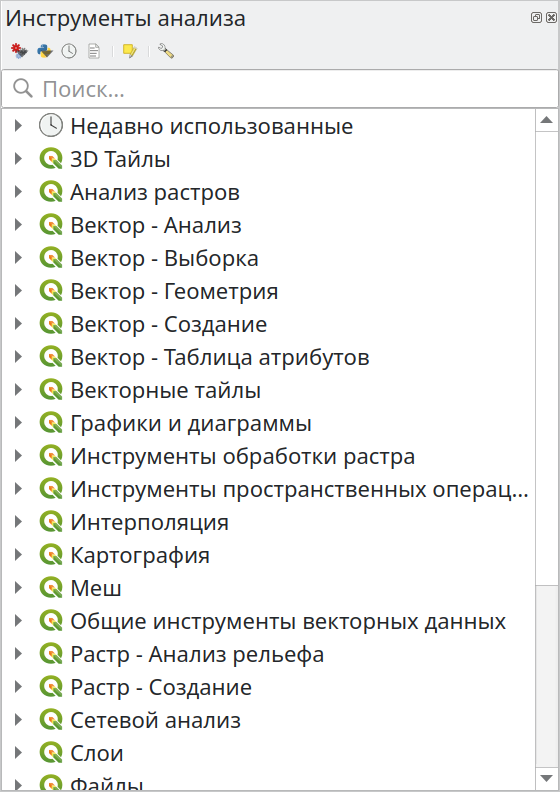 Инструменты анализа
Поиск...
Недавно использованные
3D Тайлы
Анализ растров
Вектор - Анализ
Вектор - Выборка
Вектор - Геометрия
Вектор - Создание
Вектор - Таблица атрибутов
Векторные тайлы
Графики и диаграммы
Инструменты обработки растра
Инструменты пространственных операц...
Интерполяция
Картография
Меш
Общие инструменты векторных данных
Растр - Анализ рельефа
Растр - Создание
Сетевой анализ
Слои
Файлы